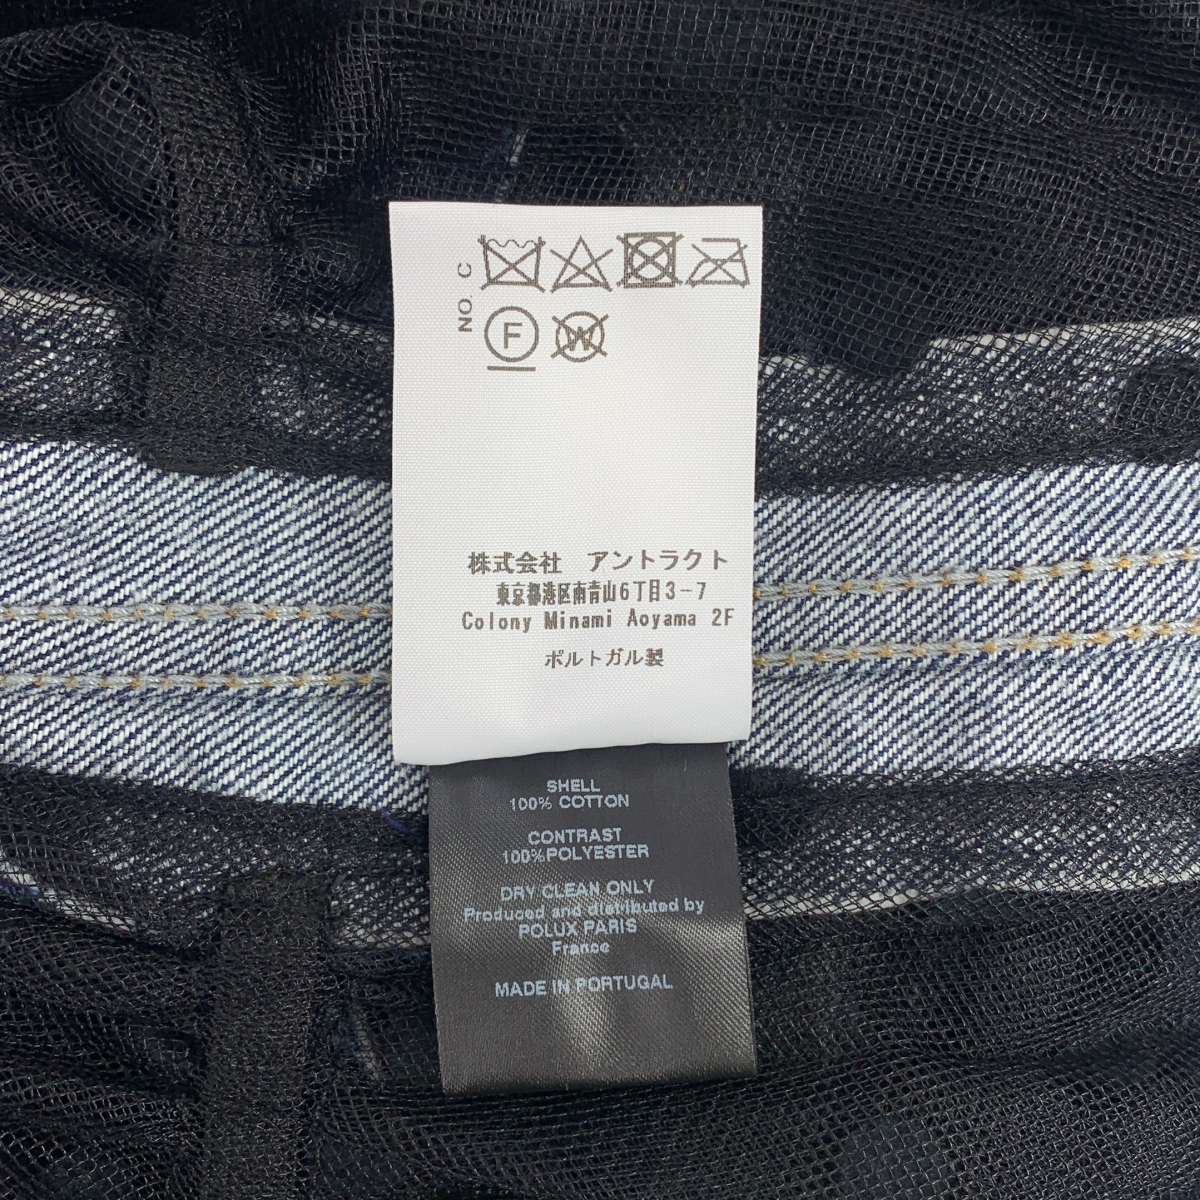 NO. C
F
W
株式会社 アントラクト
東京都港区南青山6丁目3-7
Colony Minami Aoyama 2F
ポルトガル製
SHELL
100% COTTON
CONTRAST
100%POLYESTER
DRY CLEAN ONLY
Produced and distributed by
POLUX PARIS
France
MADE IN PORTUGAL